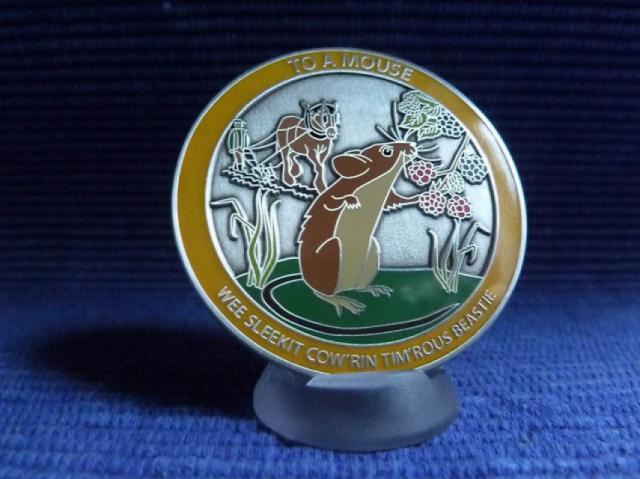 TO A MOUSE
WEE SLEEKIT COW'RIN TIM'ROUS BEASTIE